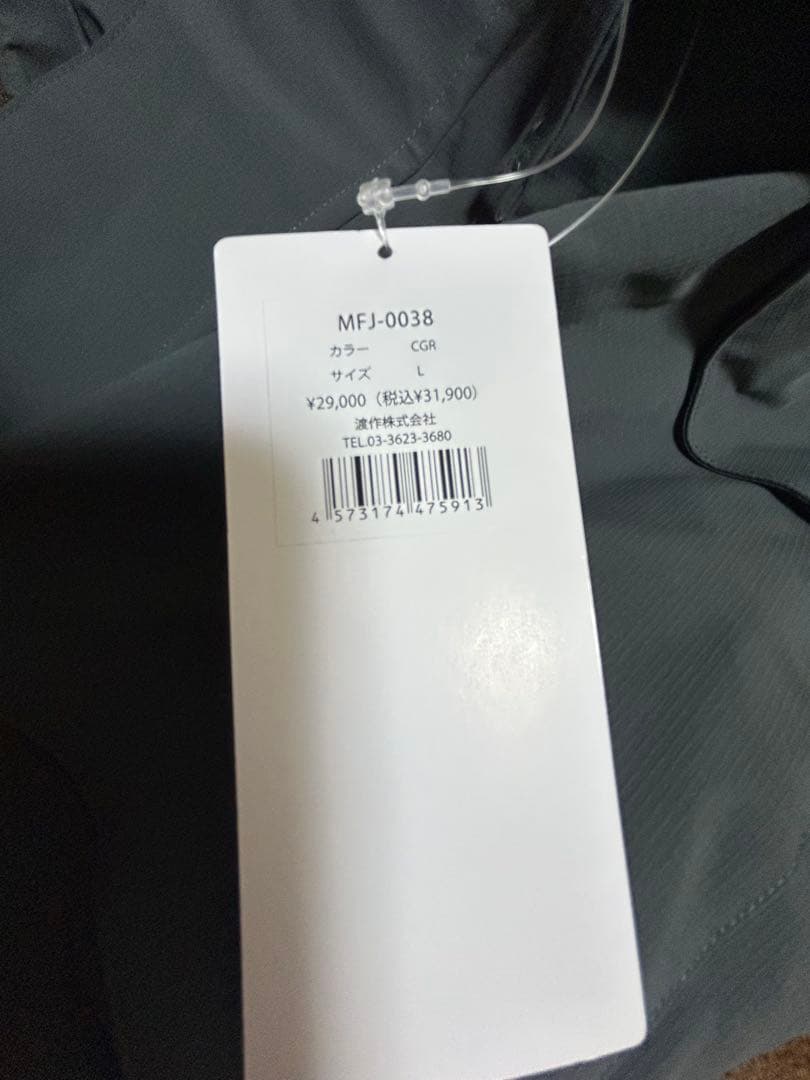 MFJ-0038
カラー CGR
サイズ L
¥29,000（税込¥31,900）
渡作株式会社
TEL.03-3623-3680
4 573174 475913